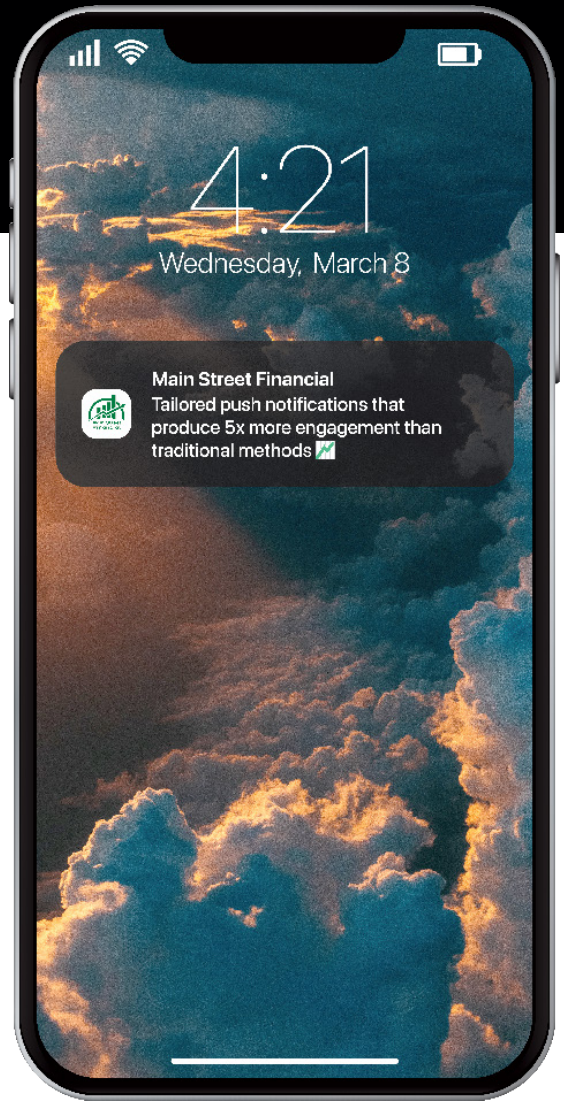 4:21
Wednesday, March 8
Main Street Financial
Tailored push notifications that
produce 5x more engagement than
traditional methods 💹